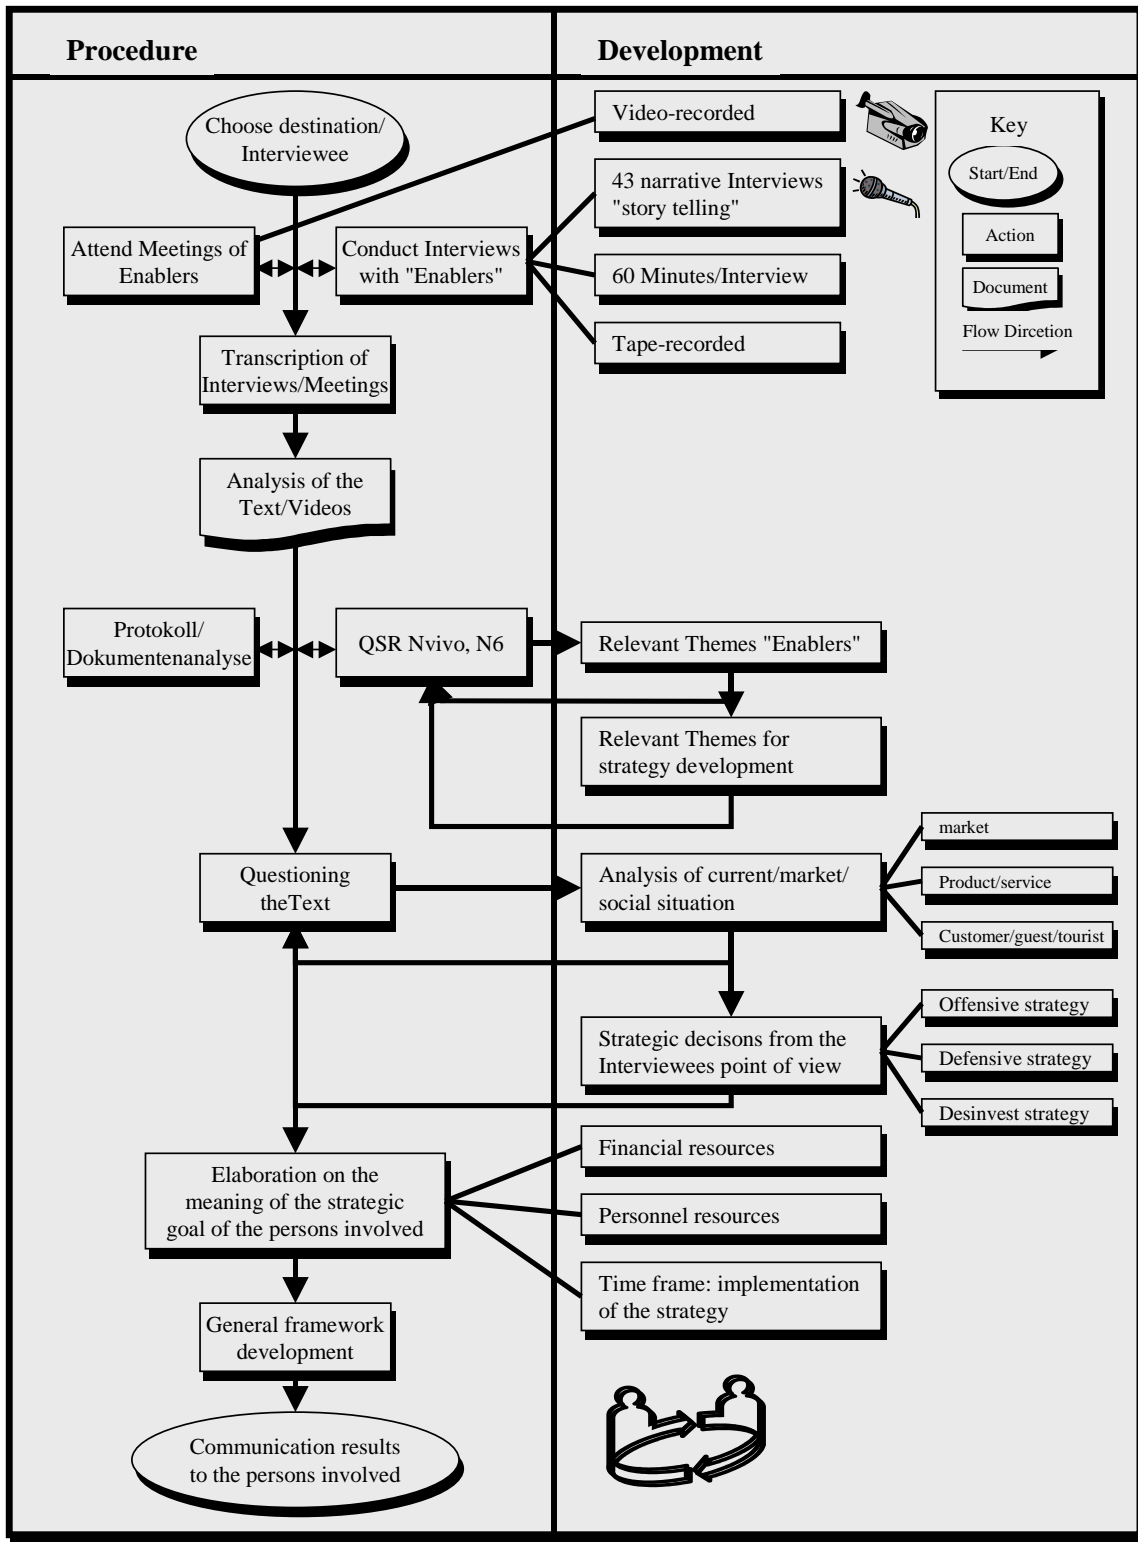 Procedure
Development
Choose destination/
Interviewee
Video-recorded
Key
Start/End
Action
Document
Flow Dircetion
43 narrative Interviews
"story telling"
Attend Meetings of
Enablers
Conduct Interviews
with "Enablers"
60 Minutes/Interview
Tape-recorded
Transcription of
Interviews/Meetings
Analysis of the
Text/Videos
Protokoll/
Dokumentenanalyse
QSR Nvivo, N6
Relevant Themes "Enablers"
Relevant Themes for
strategy development
Questioning
theText
Analysis of current/market/
social situation
market
Product/service
Customer/guest/tourist
Strategic decisons from the
Interviewees point of view
Offensive strategy
Defensive strategy
Desinvest strategy
Elaboration on the
meaning of the strategic
goal of the persons involved
Financial resources
Personnel resources
Time frame: implementation
of the strategy
General framework
development
Communication results
to the persons involved